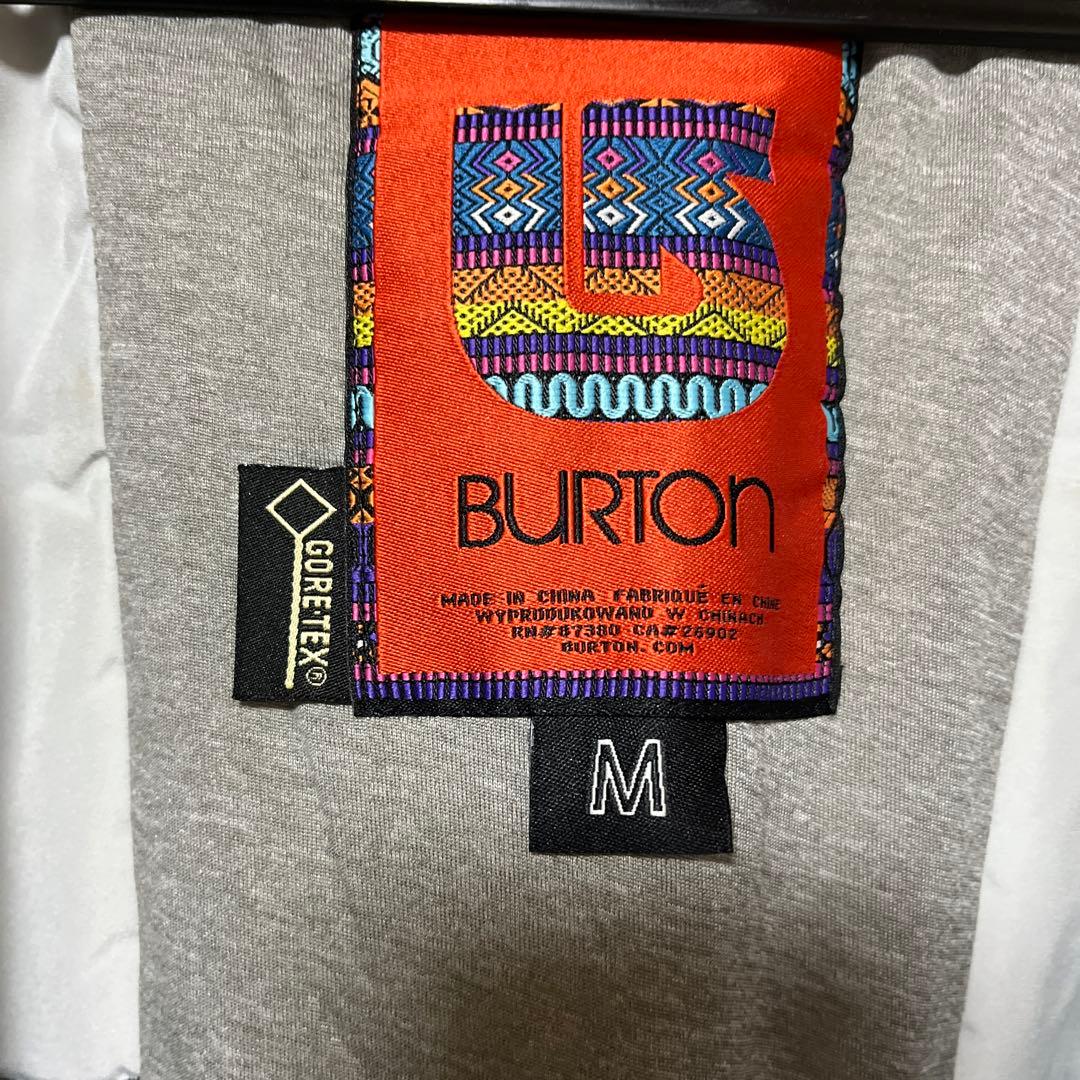 BURTON
MADE IN CHINA FABRIQUÉ EN CHINE
WYPRODUKOWANO W CHINACH
RN#87380 CA#26902
BURTON.COM
GORE-TEX®
M